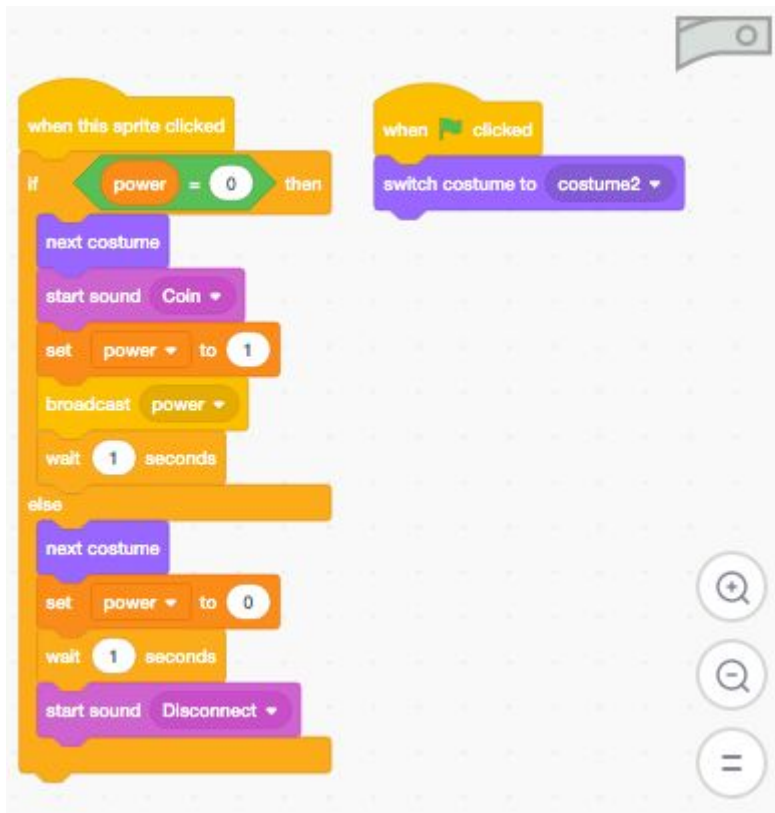 when this sprite clicked
if power = 0 then
next costume
start sound Coin
set power to 1
broadcast power
wait 1 seconds
else
next costume
set power to 0
wait 1 seconds
start sound Disconnect
when clicked
switch costume to costume2